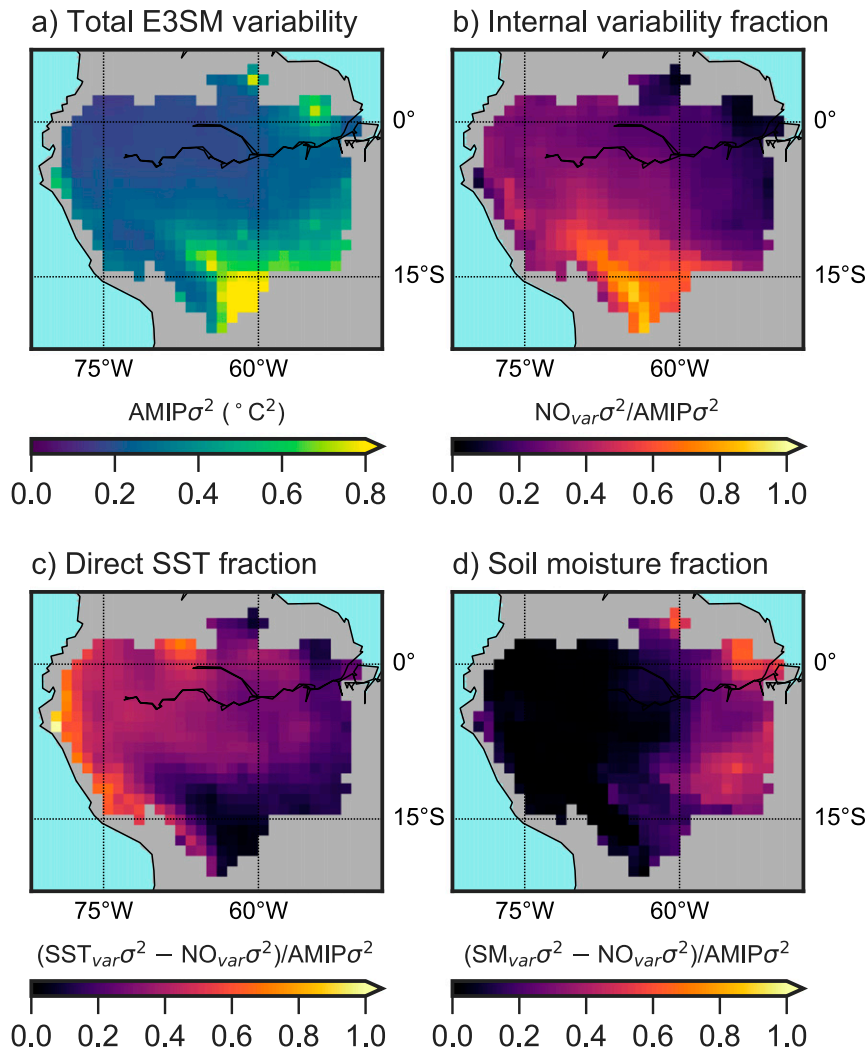 a) Total E3SM variability
b) Internal variability fraction
0°
0°
15°S
15°S
75°W 60°W
75°W 60°W
AMIPσ² (°C²)
NO_varσ²/AMIPσ²
0.0 0.2 0.4 0.6 0.8
0.0 0.2 0.4 0.6 0.8 1.0
c) Direct SST fraction
d) Soil moisture fraction
0°
0°
15°S
15°S
75°W 60°W
75°W 60°W
(SST_varσ² − NO_varσ²)/AMIPσ²
(SM_varσ² − NO_varσ²)/AMIPσ²
0.0 0.2 0.4 0.6 0.8 1.0
0.0 0.2 0.4 0.6 0.8 1.0